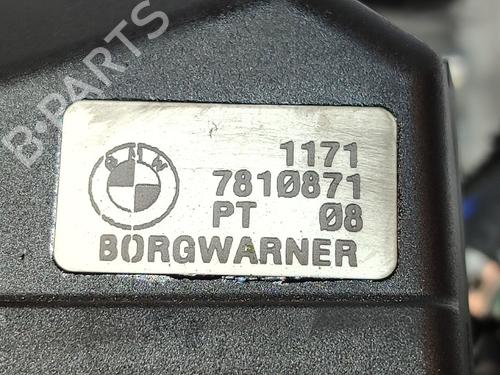 B-PARTS
BMW
1171
7810871
PT 08
BORGWARNER